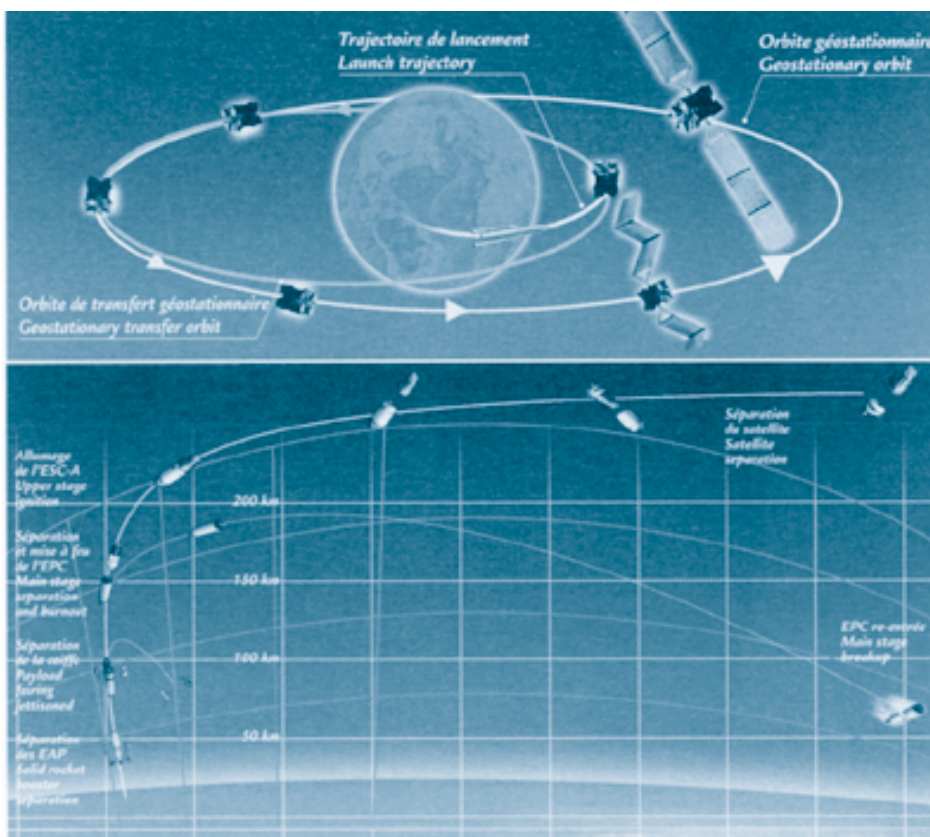 Trajectoire de lancement
Launch trajectory
Orbite géostationnaire
Geostationary orbit
Orbite de transfert géostationnaire
Geostationary transfer orbit
Allumage
de l'ESC-A
Upper stage
ignition
200 km
Séparation
du satellite
Satellite
separation
Séparation
et mise à feu
de l'EPC
Main stage
separation
and burnout
150 km
Séparation
de la coiffe
Payload
fairing
jettisoned
100 km
EPC re-entrée
Main stage
breakup
Séparation
des EAP
Solid rocket
booster
separation
50 km